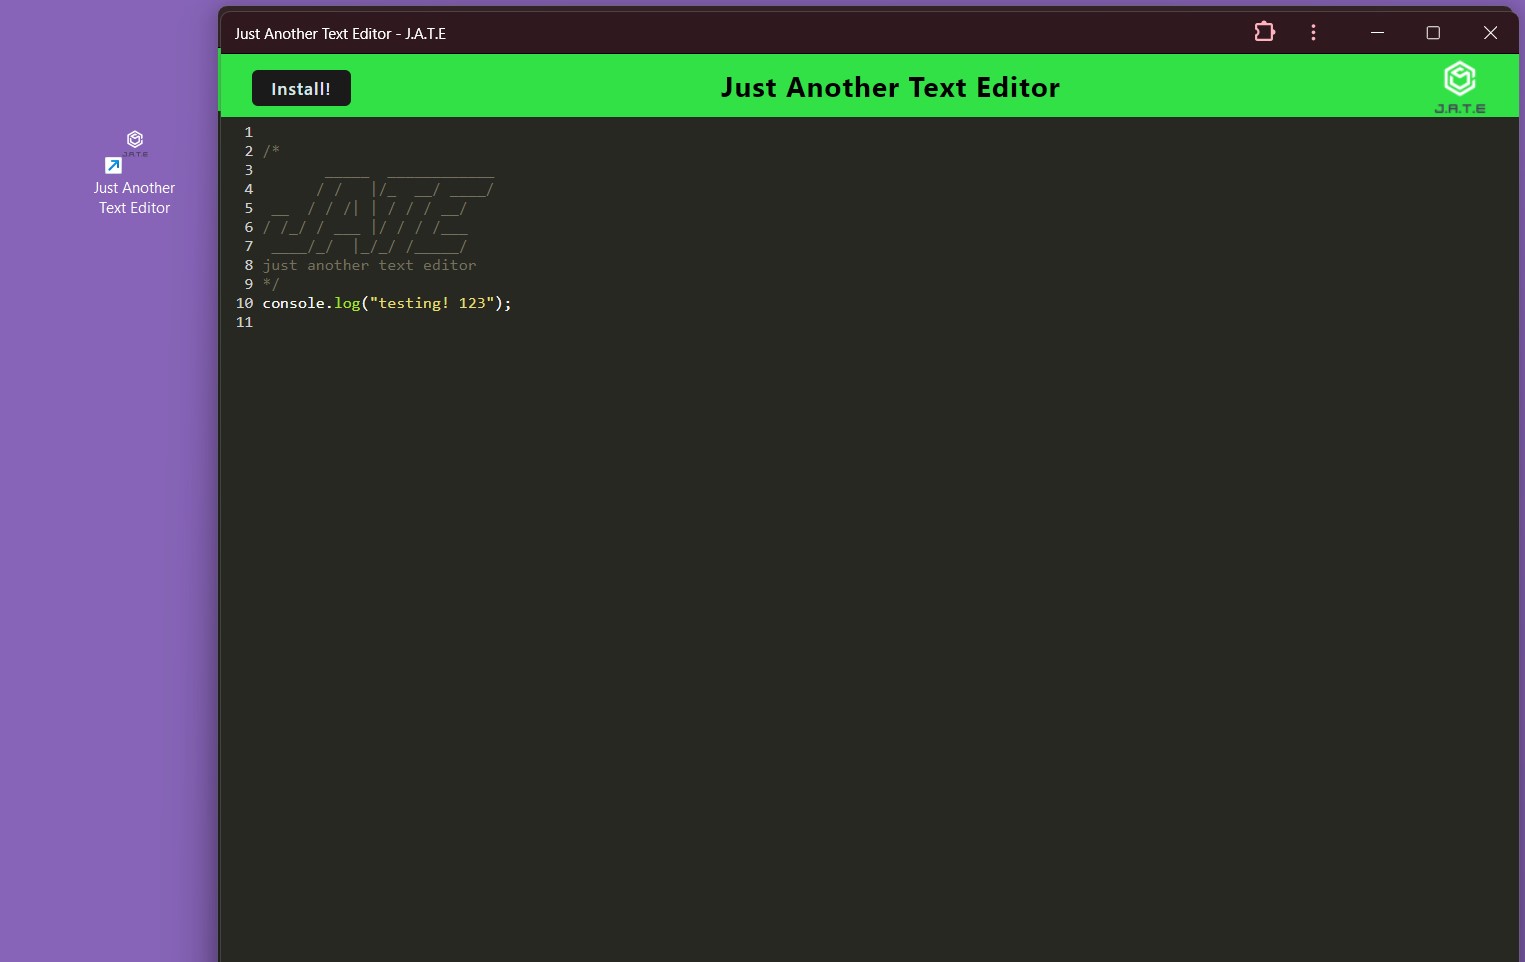 Just Another Text Editor - J.A.T.E
Install!
Just Another Text Editor
J.A.T.E
J.A.T.E
Just Another
Text Editor
1
2 /*
3        _____  ____________
4       / /   |/_  __/ ____/
5  __  / / /| | / / / __/
6 / /_/ / ___ |/ / / /___
7  ____/_/  |_/_/ /_____/
8 just another text editor
9 */
10 console.log("testing! 123");
11